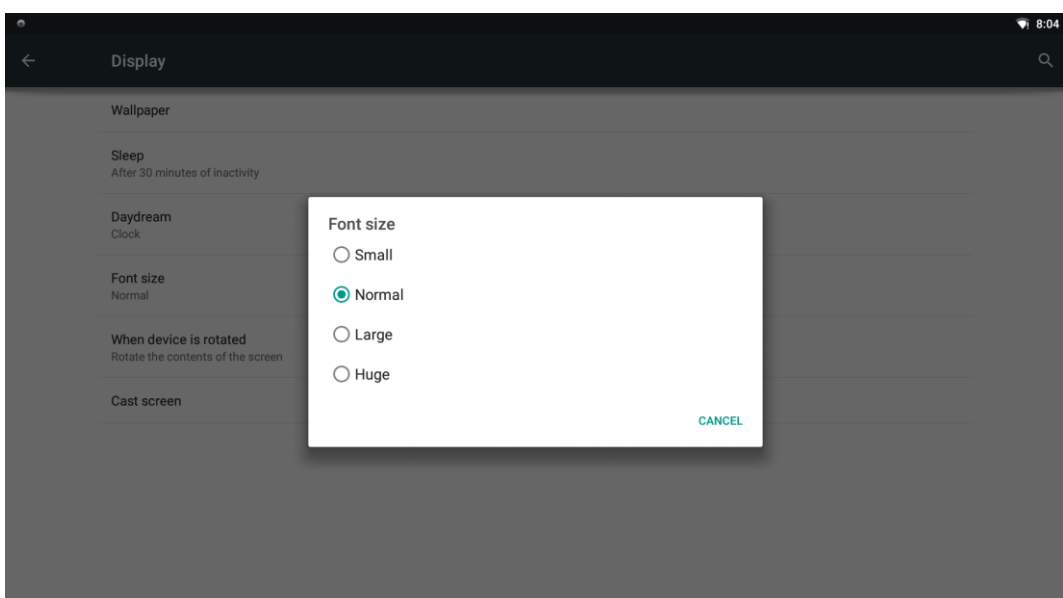 8:04
Display
Wallpaper
Sleep
After 30 minutes of inactivity
Daydream
Clock
Font size
Normal
When device is rotated
Rotate the contents of the screen
Cast screen
Font size
Small
Normal
Large
Huge
CANCEL